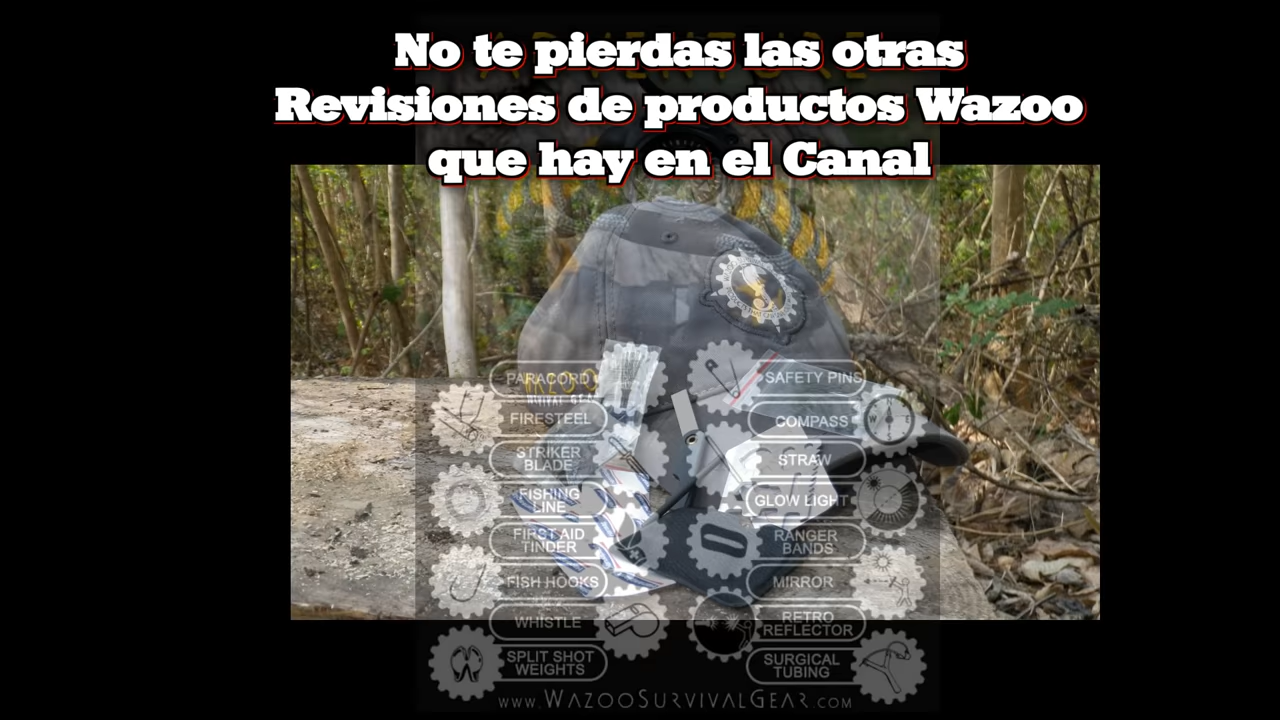 No te pierdas las otras
Revisiones de productos Wazoo
que hay en el Canal
PARACORD
FIRESTEEL
STRIKER
BLADE
FISHING
LINE
FIRST AID
TINDER
FISH HOOKS
WHISTLE
SPLIT SHOT
WEIGHTS
SAFETY PINS
COMPASS
STRAW
GLOW LIGHT
RANGER
BANDS
MIRROR
RETRO
REFLECTOR
SURGICAL
TUBING
www.WazooSurvivalGear.com